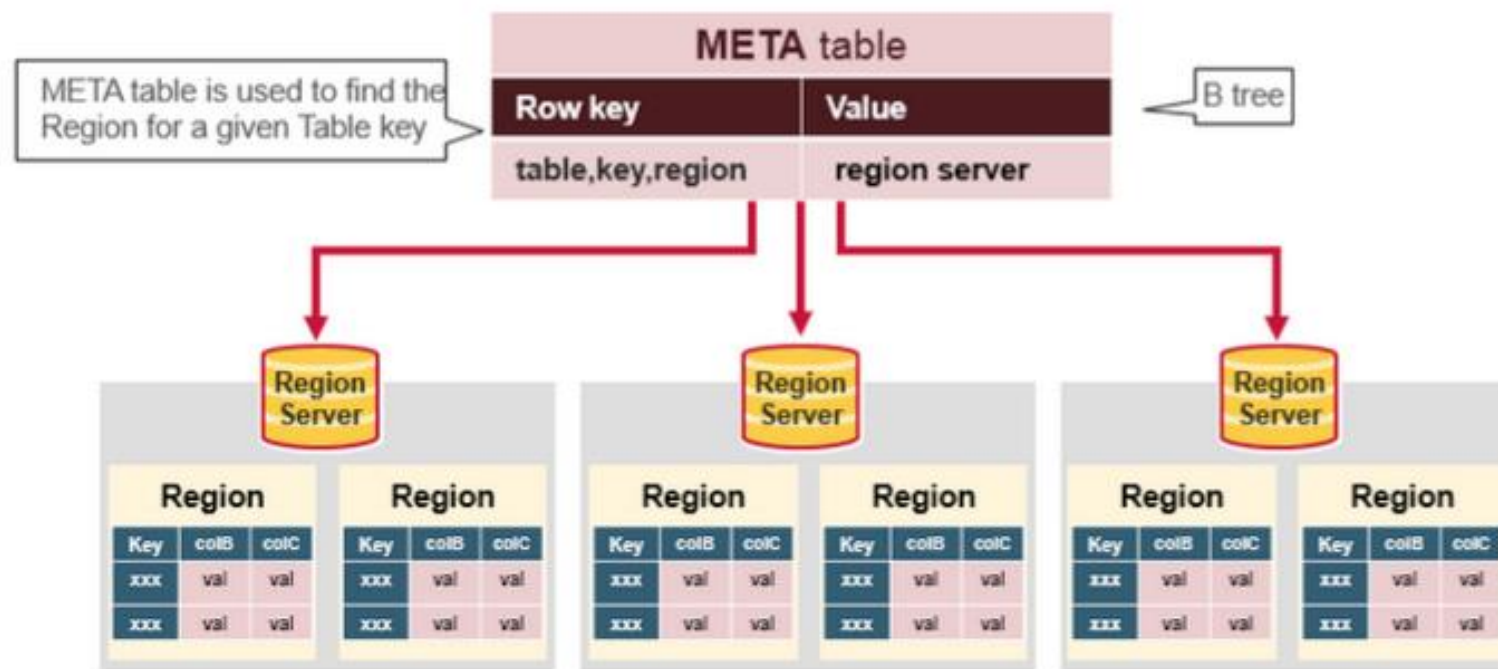 META table
META table is used to find the
Region for a given Table key
Row key Value
B tree
table,key,region region server
Region
Server
Region
Server
Region
Server
Region Region Region Region Region Region
Key colB colC Key colB colC Key colB colC Key colB colC Key colB colC Key colB colC
xxx val val xxx val val xxx val val xxx val val xxx val val xxx val val
xxx val val xxx val val xxx val val xxx val val xxx val val xxx val val